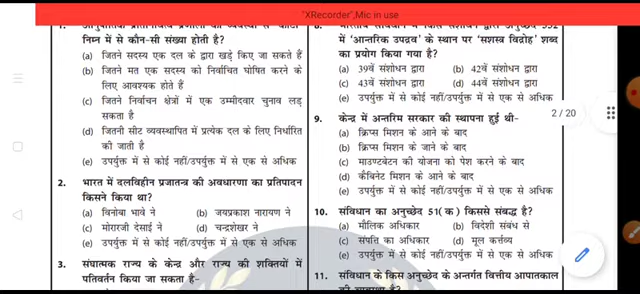 "XRecorder",Mic in use
निम्न में से कौन-सी संख्या होती है?
(a) जितने सदस्य एक दल के द्वारा खड़े किए जा सकते हैं
(b) जितने मत एक सदस्य को निर्वाचित घोषित करने के
लिए आवश्यक होते हैं
(c) जितने निर्वाचन क्षेत्रों में एक उम्मीदवार चुनाव लड़
सकता है
(d) जितनी सीट व्यवस्थापित में प्रत्येक दल के लिए निर्धारित
की जाती है
(e) उपर्युक्त में से कोई नहीं/उपर्युक्त में से एक से अधिक
2. भारत में दलविहीन प्रजातन्त्र की अवधारणा का प्रतिपादन
किसने किया था?
(a) विनोबा भावे ने (b) जयप्रकाश नारायण ने
(c) मोरारजी देसाई ने (d) चन्द्रशेखर ने
(e) उपर्युक्त में से कोई नहीं/उपर्युक्त में से एक से अधिक
3. संघात्मक राज्य के केन्द्र और राज्य की शक्तियों में
परिवर्तन किया जा सकता है-
में 'आन्तरिक उपद्रव' के स्थान पर 'सशस्त्र विद्रोह' शब्द
का प्रयोग किया गया है?
(a) 39वें संशोधन द्वारा (b) 42वें संशोधन द्वारा
(c) 43वें संशोधन द्वारा (d) 44वें संशोधन द्वारा
(e) उपर्युक्त में से कोई नहीं/उपर्युक्त में से एक से अधिक
9. केन्द्र में अन्तरिम सरकार की स्थापना हुई थी-
(a) क्रिप्स मिशन के आने के बाद
(b) क्रिप्स मिशन के जाने के बाद
(c) माउण्टबेटन की योजना को पेश करने के बाद
(d) कैबिनेट मिशन के आने के बाद
(e) उपर्युक्त में से कोई नहीं/उपर्युक्त में से एक से अधिक
10. संविधान का अनुच्छेद 51(क) किससे संबद्ध है?
(a) मौलिक अधिकार (b) विदेशी संबंध से
(c) संपति का अधिकार (d) मूल कर्त्तव्य
(e) उपर्युक्त में से कोई नहीं/उपर्युक्त में से एक से अधिक
11. संविधान के किस अनुच्छेद के अन्तर्गत वित्तीय आपातकाल
2 / 20